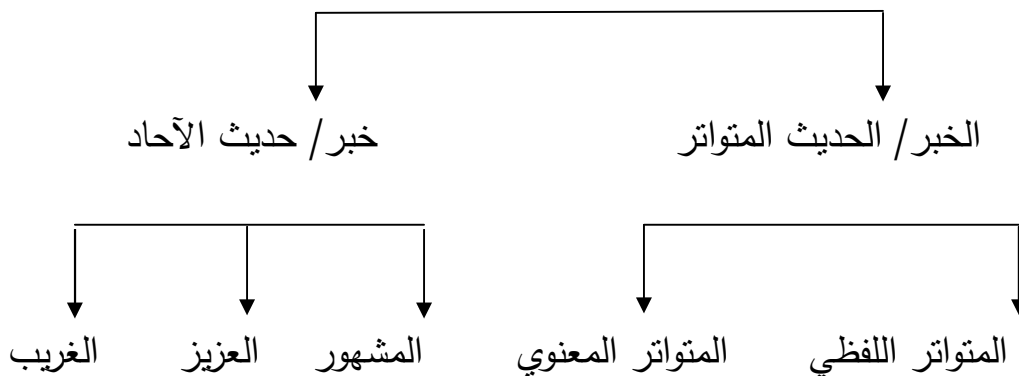 الخبر/ الحديث المتواتر
خبر/ حديث الآحاد
المتواتر اللفظي
المتواتر المعنوي
المشهور
العزيز
الغريب